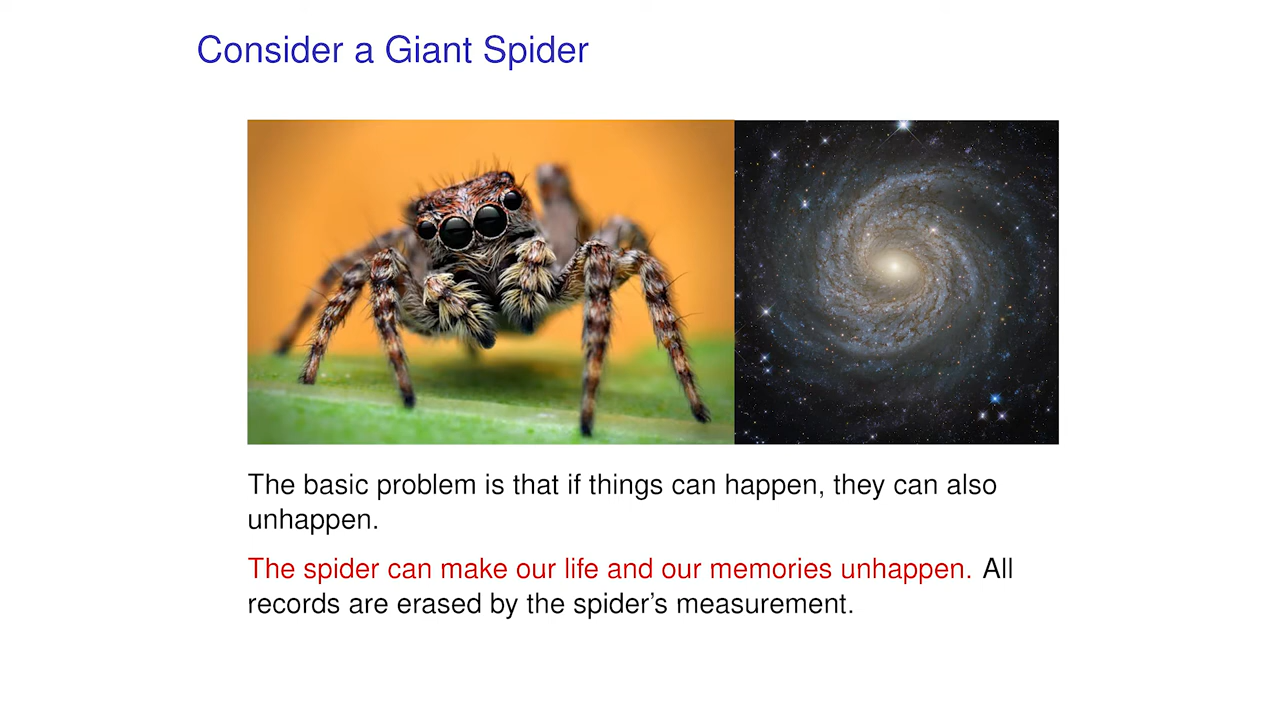 Consider a Giant Spider
The basic problem is that if things can happen, they can also
unhappen.
The spider can make our life and our memories unhappen. All
records are erased by the spider's measurement.